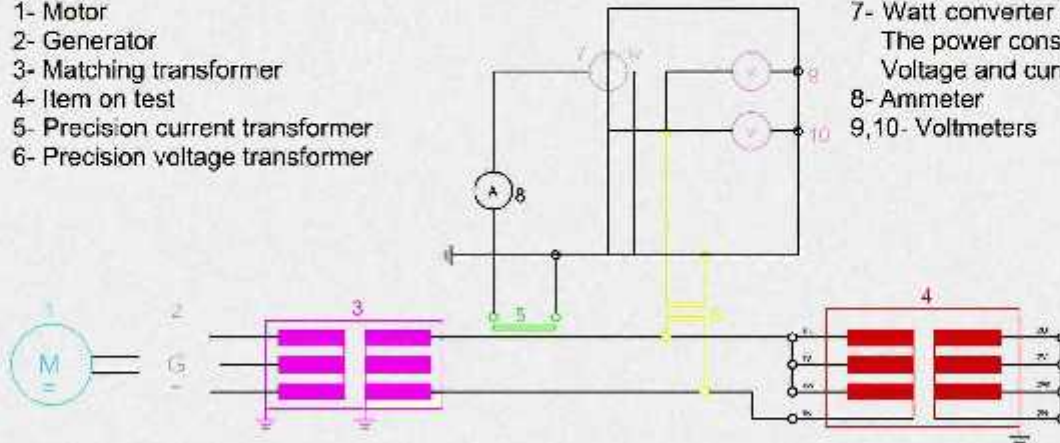 1- Motor
2- Generator
3- Matching transformer
4- Item on test
5- Precision current transformer
6- Precision voltage transformer
7- Watt converter
The power cons
Voltage and cur
8- Ammeter
9,10- Voltmeters
7
9
10
A 8
5
1
2
3
4
M
=
G